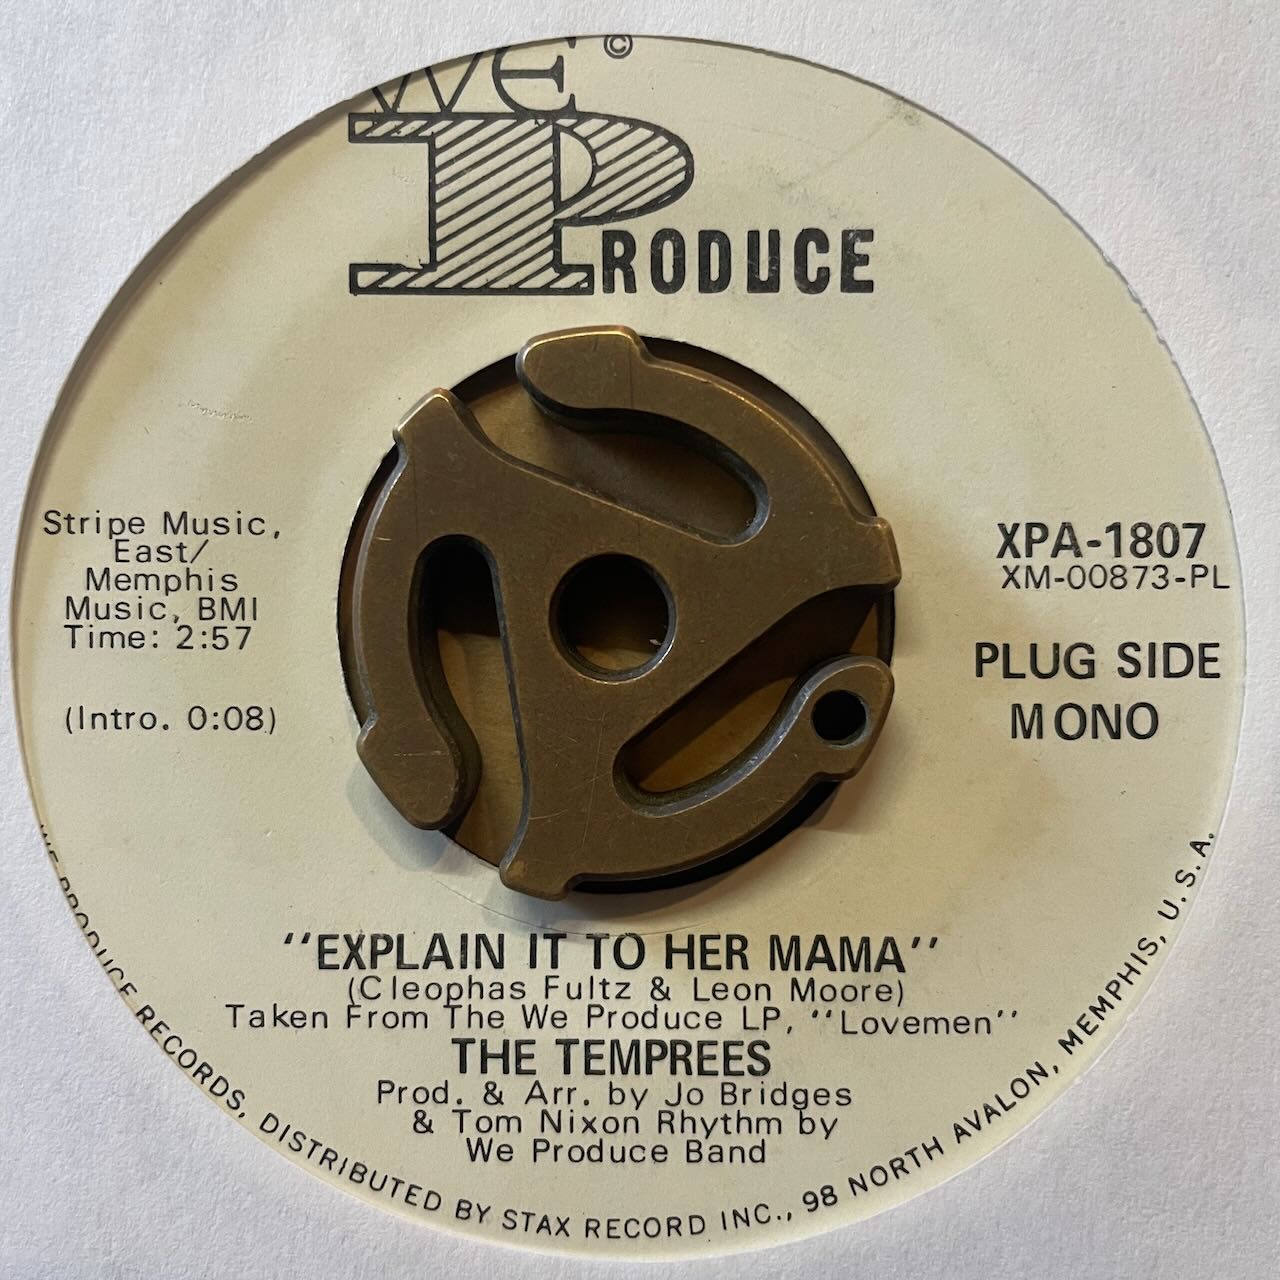 WE ©
PRODUCE
Stripe Music,
East/
Memphis
Music, BMI
Time: 2:57
(Intro. 0:08)
XPA-1807
XM-00873-PL
PLUG SIDE
MONO
"EXPLAIN IT TO HER MAMA"
(Cleophas Fultz & Leon Moore)
Taken From The We Produce LP, "Lovemen"
THE TEMPREES
Prod. & Arr. by Jo Bridges
& Tom Nixon Rhythm by
We Produce Band
WE PRODUCE RECORDS, DISTRIBUTED BY STAX RECORD INC., 98 NORTH AVALON, MEMPHIS, U.S.A.